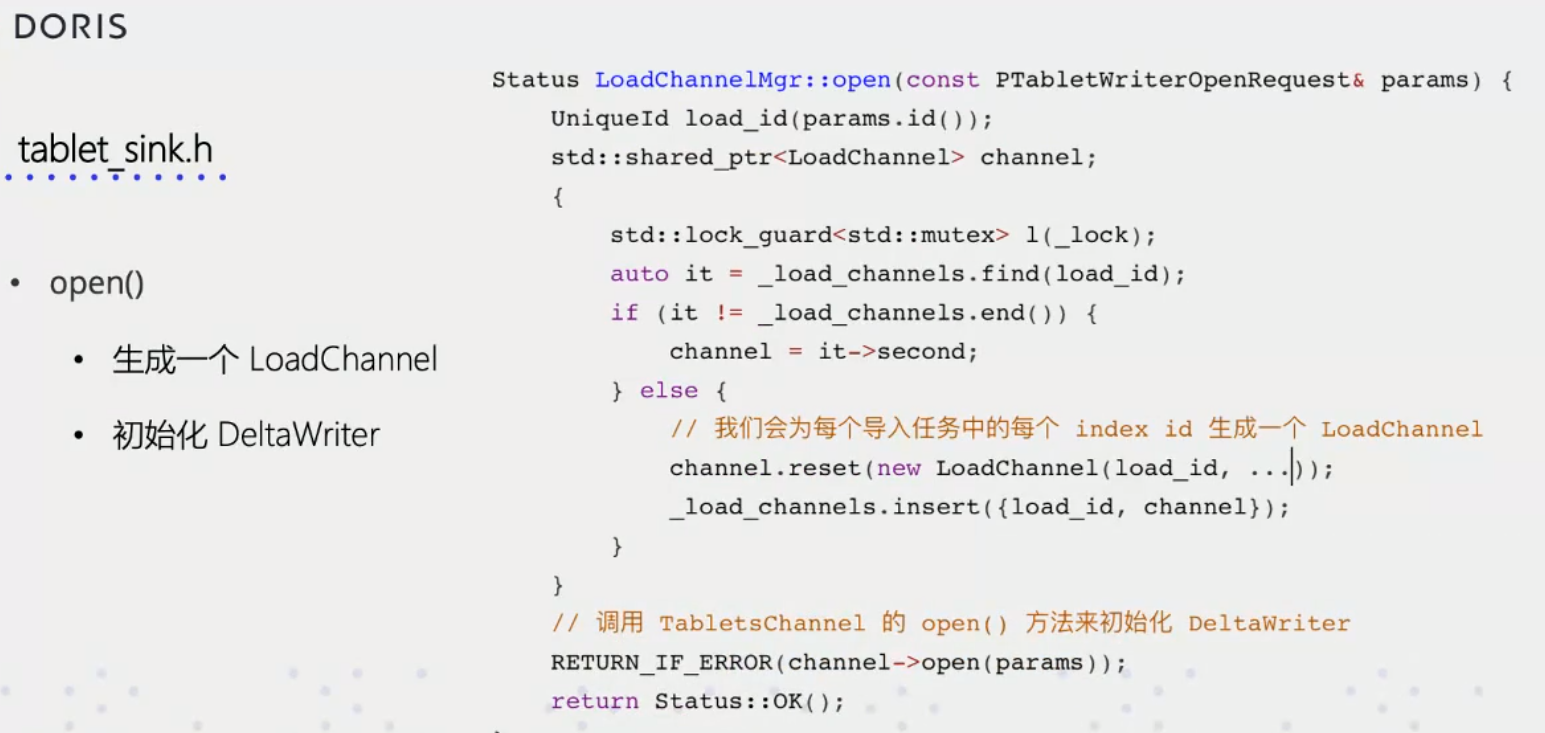 DORIS
tablet_sink.h
• open()
• 生成一个 LoadChannel
• 初始化 DeltaWriter
Status LoadChannelMgr::open(const PTabletWriterOpenRequest& params) {
    UniqueId load_id(params.id());
    std::shared_ptr<LoadChannel> channel;
    {
        std::lock_guard<std::mutex> l(_lock);
        auto it = _load_channels.find(load_id);
        if (it != _load_channels.end()) {
            channel = it->second;
        } else {
            // 我们会为每个导入任务中的每个 index id 生成一个 LoadChannel
            channel.reset(new LoadChannel(load_id, ...));
            _load_channels.insert({load_id, channel});
        }
    }
    // 调用 TabletsChannel 的 open() 方法来初始化 DeltaWriter
    RETURN_IF_ERROR(channel->open(params));
    return Status::OK();